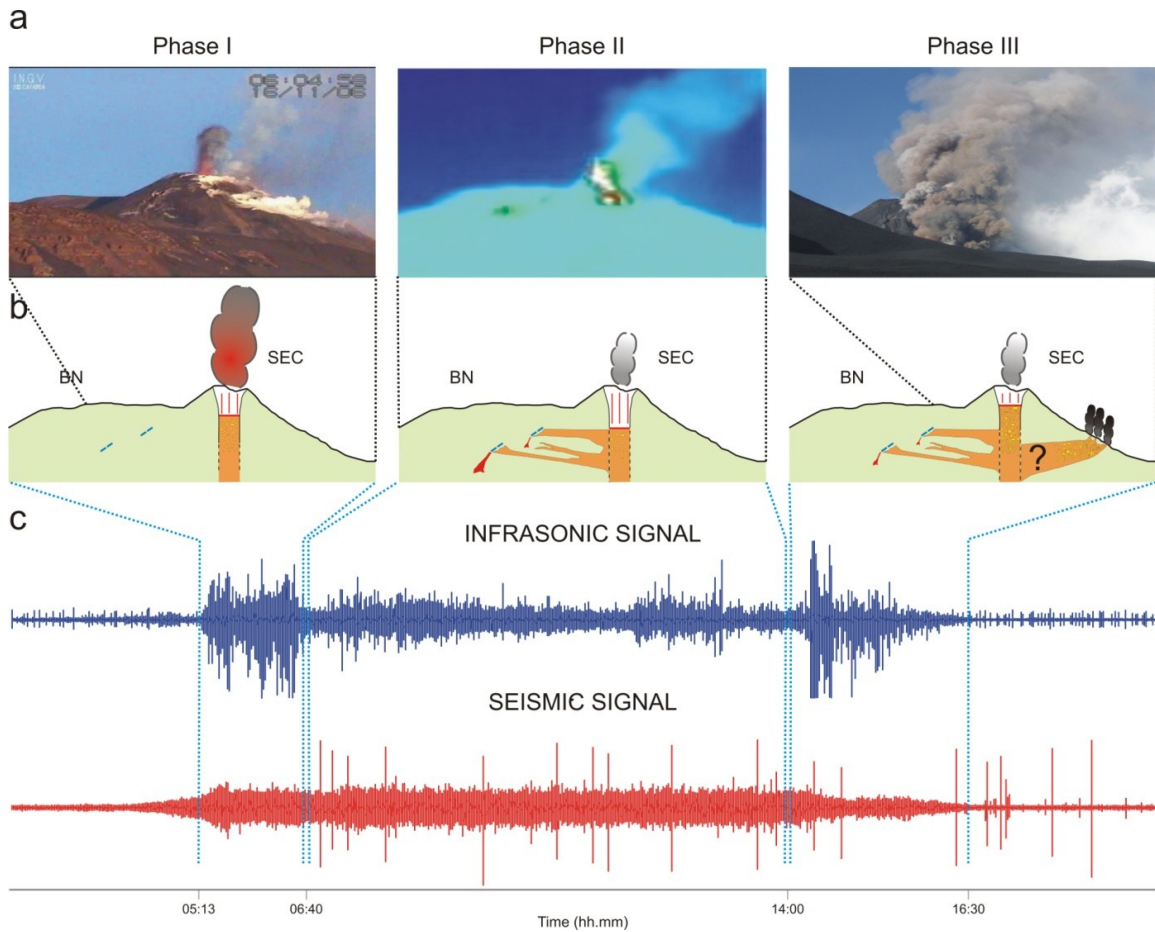 a
Phase I
Phase II
Phase III
I.N.G.V
06:04:58
16/11/06
b
BN
SEC
BN
SEC
BN
SEC
?
c
INFRASONIC SIGNAL
SEISMIC SIGNAL
05:13
06:40
14:00
16:30
Time (hh.mm)